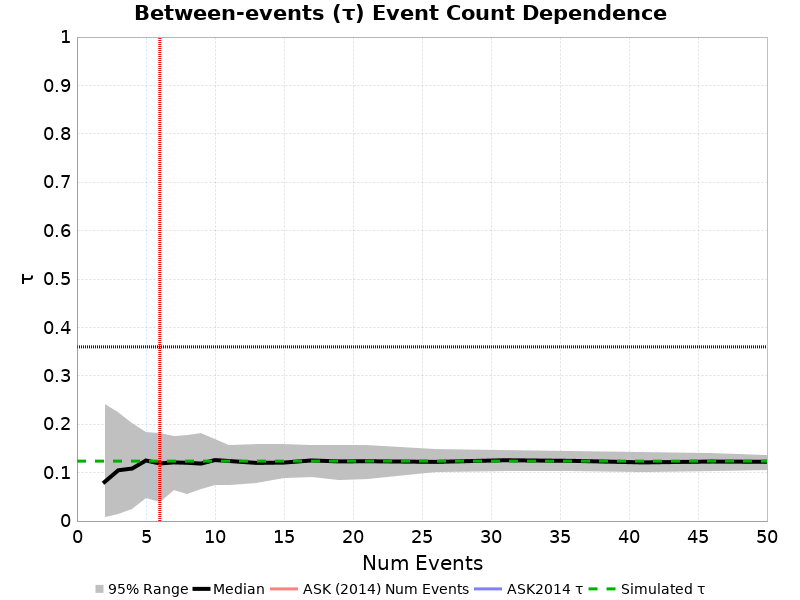 Between-events (τ) Event Count Dependence
1
0.9
0.8
0.7
0.6
0.5
0.4
0.3
0.2
0.1
0
τ
0 5 10 15 20 25 30 35 40 45 50
Num Events
95% Range Median ASK (2014) Num Events ASK2014 τ Simulated τ